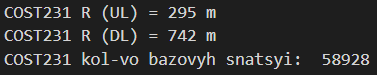 COST231 R (UL) = 295 m
COST231 R (DL) = 742 m
COST231 kol-vo bazovyh snatsyi:  58928